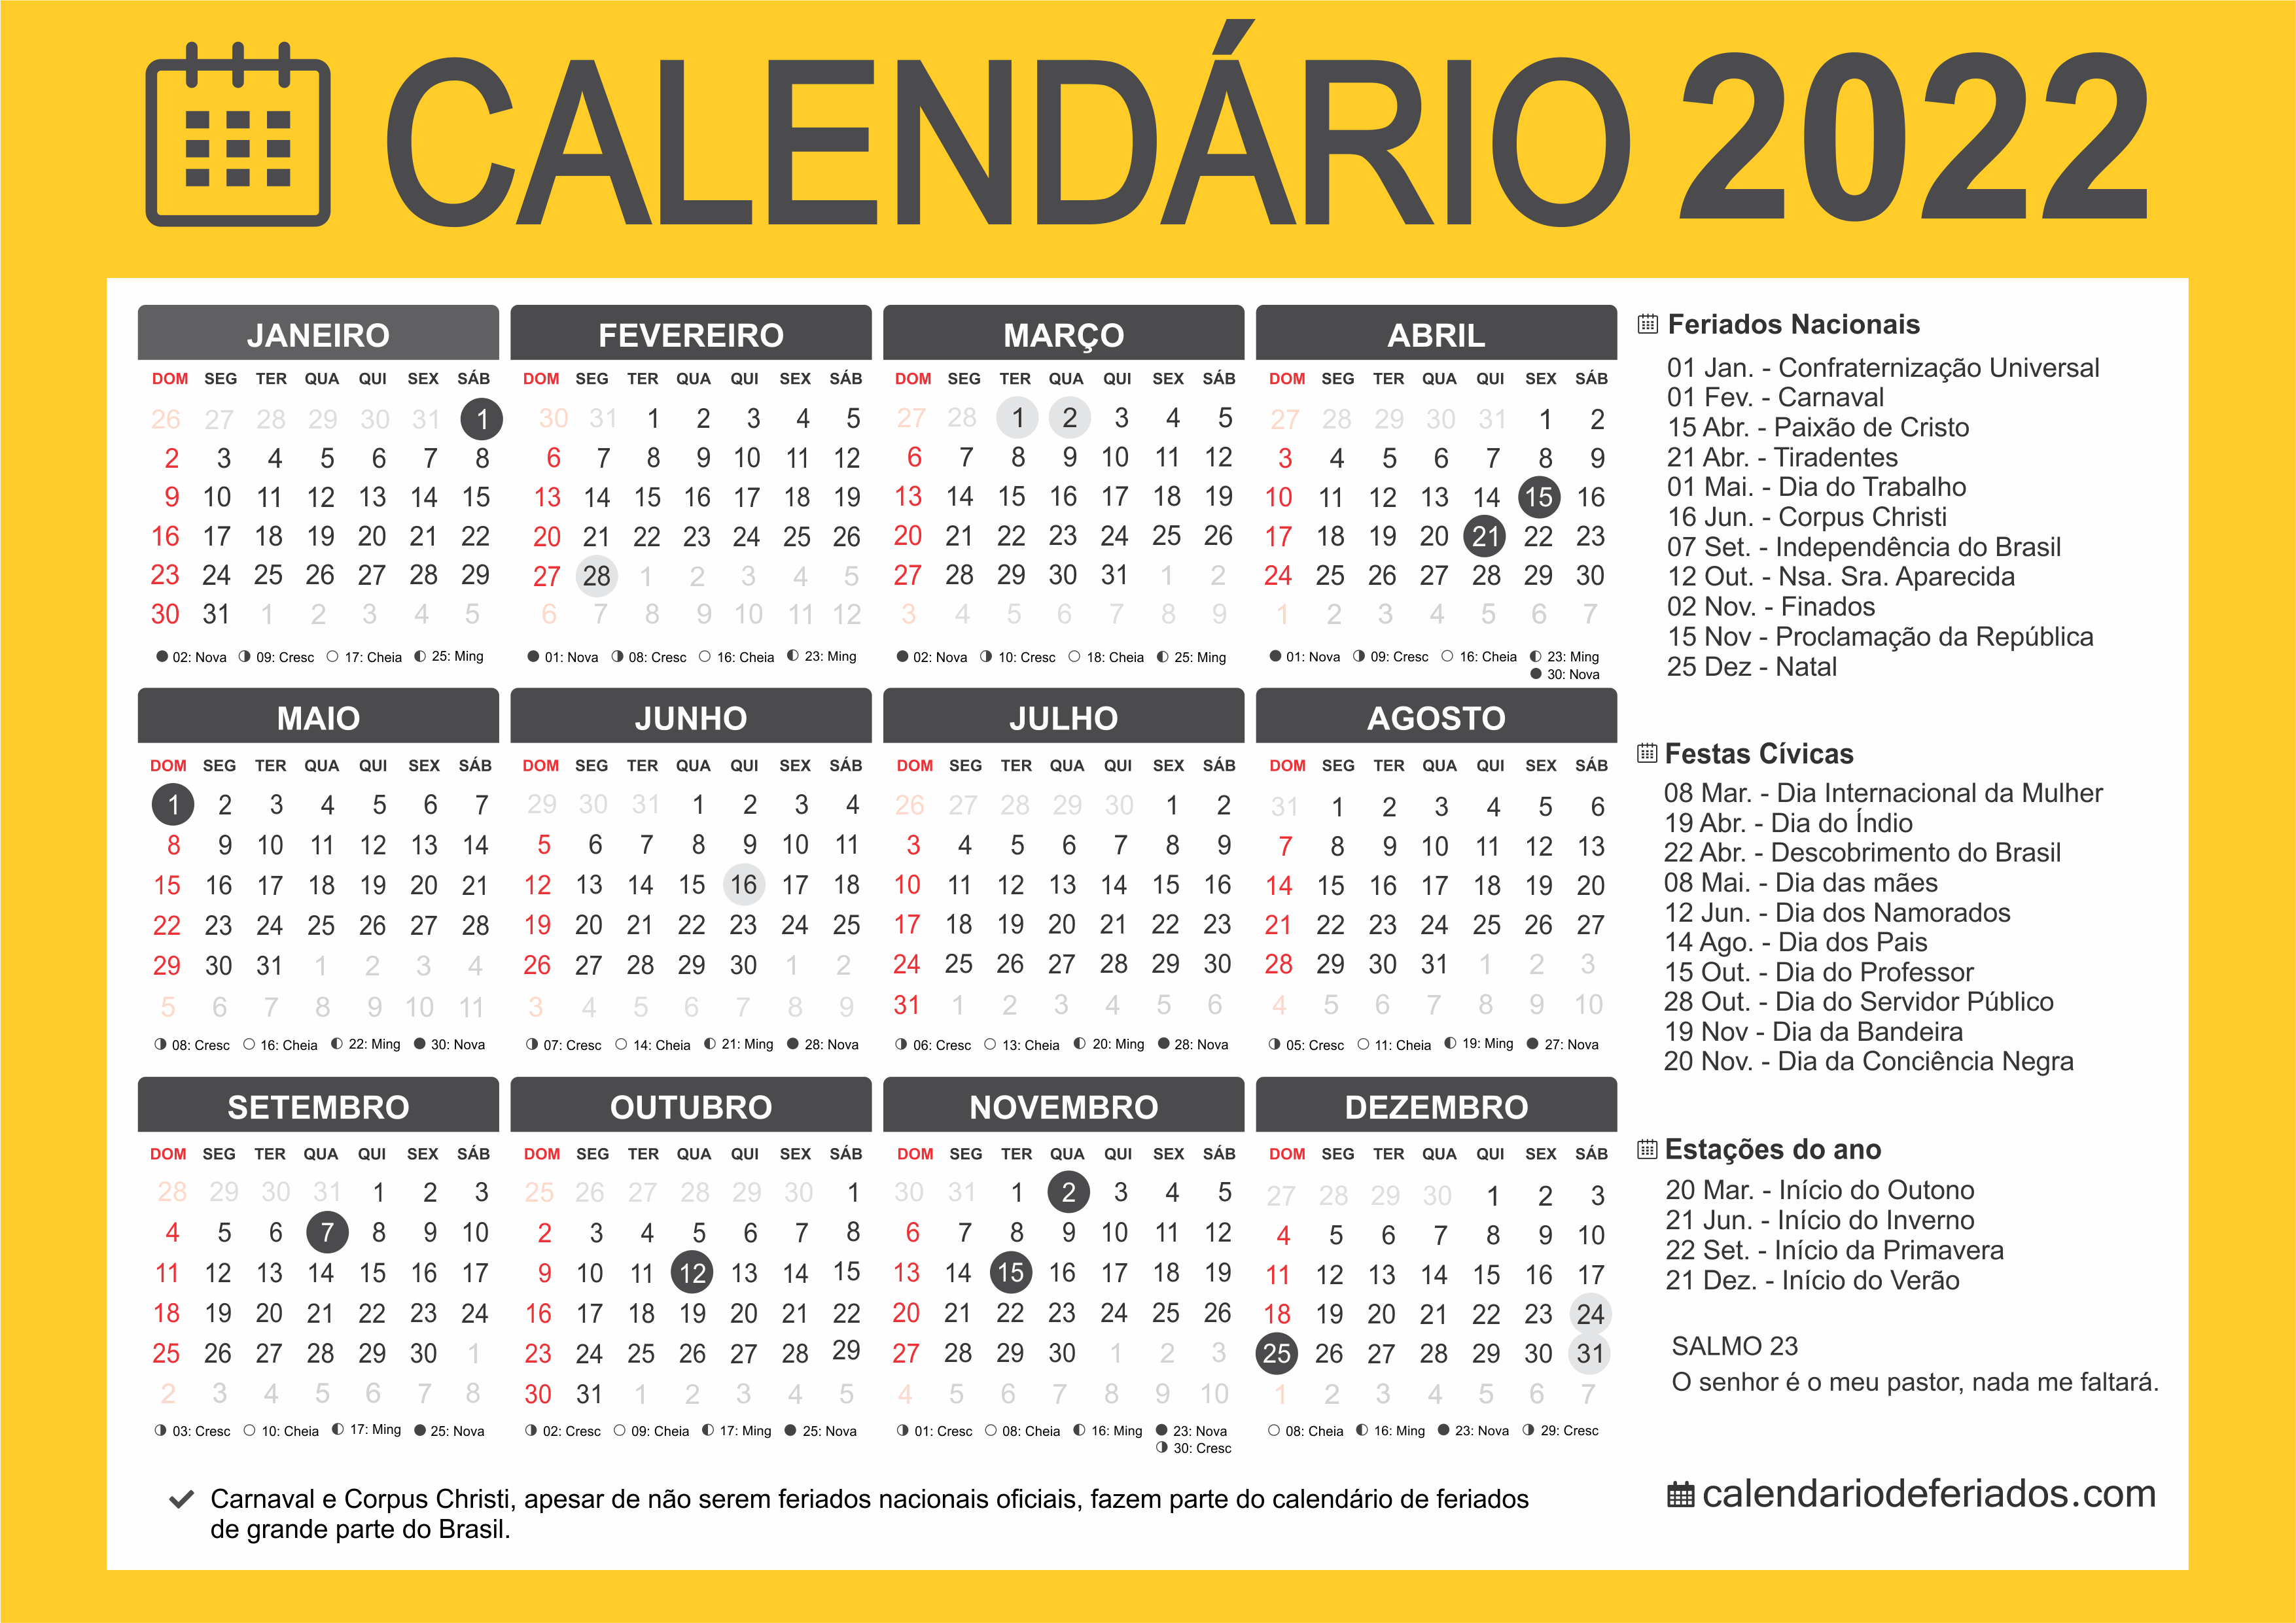 CALENDÁRIO 2022
JANEIRO
DOM SEG TER QUA QUI SEX SÁB
26 27 28 29 30 31 1
2 3 4 5 6 7 8
9 10 11 12 13 14 15
16 17 18 19 20 21 22
23 24 25 26 27 28 29
30 31 1 2 3 4 5
02: Nova 09: Cresc 17: Cheia 25: Ming
FEVEREIRO
DOM SEG TER QUA QUI SEX SÁB
30 31 1 2 3 4 5
6 7 8 9 10 11 12
13 14 15 16 17 18 19
20 21 22 23 24 25 26
27 28 1 2 3 4 5
6 7 8 9 10 11 12
01: Nova 08: Cresc 16: Cheia 23: Ming
MARÇO
DOM SEG TER QUA QUI SEX SÁB
27 28 1 2 3 4 5
6 7 8 9 10 11 12
13 14 15 16 17 18 19
20 21 22 23 24 25 26
27 28 29 30 31 1 2
3 4 5 6 7 8 9
02: Nova 10: Cresc 18: Cheia 25: Ming
ABRIL
DOM SEG TER QUA QUI SEX SÁB
27 28 29 30 31 1 2
3 4 5 6 7 8 9
10 11 12 13 14 15 16
17 18 19 20 21 22 23
24 25 26 27 28 29 30
1 2 3 4 5 6 7
01: Nova 09: Cresc 16: Cheia 23: Ming
30: Nova
MAIO
DOM SEG TER QUA QUI SEX SÁB
1 2 3 4 5 6 7
8 9 10 11 12 13 14
15 16 17 18 19 20 21
22 23 24 25 26 27 28
29 30 31 1 2 3 4
5 6 7 8 9 10 11
08: Cresc 16: Cheia 22: Ming 30: Nova
JUNHO
DOM SEG TER QUA QUI SEX SÁB
29 30 31 1 2 3 4
5 6 7 8 9 10 11
12 13 14 15 16 17 18
19 20 21 22 23 24 25
26 27 28 29 30 1 2
3 4 5 6 7 8 9
07: Cresc 14: Cheia 21: Ming 28: Nova
JULHO
DOM SEG TER QUA QUI SEX SÁB
26 27 28 29 30 1 2
3 4 5 6 7 8 9
10 11 12 13 14 15 16
17 18 19 20 21 22 23
24 25 26 27 28 29 30
31 1 2 3 4 5 6
06: Cresc 13: Cheia 20: Ming 28: Nova
AGOSTO
DOM SEG TER QUA QUI SEX SÁB
31 1 2 3 4 5 6
7 8 9 10 11 12 13
14 15 16 17 18 19 20
21 22 23 24 25 26 27
28 29 30 31 1 2 3
4 5 6 7 8 9 10
05: Cresc 11: Cheia 19: Ming 27: Nova
SETEMBRO
DOM SEG TER QUA QUI SEX SÁB
28 29 30 31 1 2 3
4 5 6 7 8 9 10
11 12 13 14 15 16 17
18 19 20 21 22 23 24
25 26 27 28 29 30 1
2 3 4 5 6 7 8
03: Cresc 10: Cheia 17: Ming 25: Nova
OUTUBRO
DOM SEG TER QUA QUI SEX SÁB
25 26 27 28 29 30 1
2 3 4 5 6 7 8
9 10 11 12 13 14 15
16 17 18 19 20 21 22
23 24 25 26 27 28 29
30 31 1 2 3 4 5
02: Cresc 09: Cheia 17: Ming 25: Nova
NOVEMBRO
DOM SEG TER QUA QUI SEX SÁB
30 31 1 2 3 4 5
6 7 8 9 10 11 12
13 14 15 16 17 18 19
20 21 22 23 24 25 26
27 28 29 30 1 2 3
4 5 6 7 8 9 10
01: Cresc 08: Cheia 16: Ming 23: Nova
30: Cresc
DEZEMBRO
DOM SEG TER QUA QUI SEX SÁB
27 28 29 30 1 2 3
4 5 6 7 8 9 10
11 12 13 14 15 16 17
18 19 20 21 22 23 24
25 26 27 28 29 30 31
1 2 3 4 5 6 7
08: Cheia 16: Ming 23: Nova 29: Cresc
Feriados Nacionais
01 Jan. - Confraternização Universal
01 Fev. - Carnaval
15 Abr. - Paixão de Cristo
21 Abr. - Tiradentes
01 Mai. - Dia do Trabalho
16 Jun. - Corpus Christi
07 Set. - Independência do Brasil
12 Out. - Nsa. Sra. Aparecida
02 Nov. - Finados
15 Nov - Proclamação da República
25 Dez - Natal
Festas Cívicas
08 Mar. - Dia Internacional da Mulher
19 Abr. - Dia do Índio
22 Abr. - Descobrimento do Brasil
08 Mai. - Dia das mães
12 Jun. - Dia dos Namorados
14 Ago. - Dia dos Pais
15 Out. - Dia do Professor
28 Out. - Dia do Servidor Público
19 Nov - Dia da Bandeira
20 Nov. - Dia da Conciência Negra
Estações do ano
20 Mar. - Início do Outono
21 Jun. - Início do Inverno
22 Set. - Início da Primavera
21 Dez. - Início do Verão
SALMO 23
O senhor é o meu pastor, nada me faltará.
Carnaval e Corpus Christi, apesar de não serem feriados nacionais oficiais, fazem parte do calendário de feriados
de grande parte do Brasil.
calendariodeferiados.com